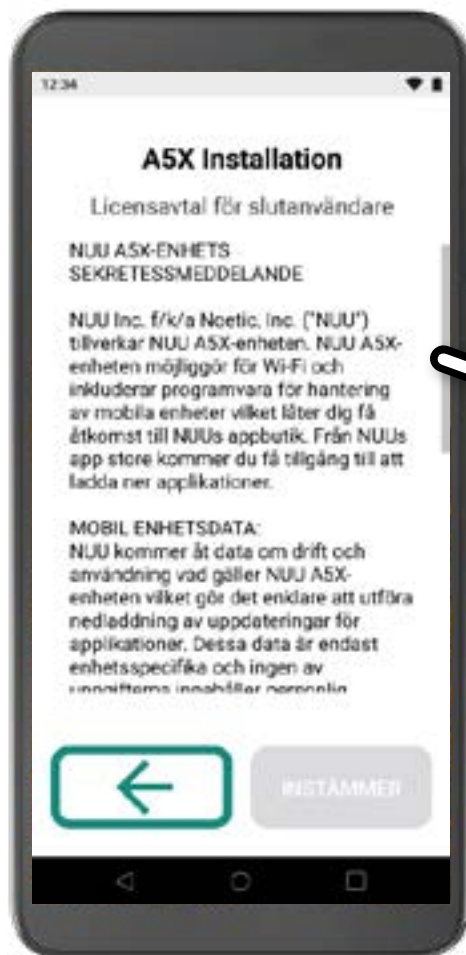 12:34
A5X Installation
Licensavtal för slutanvändare
NUU A5X-ENHETS
SEKRETESSMEDDELANDE
NUU Inc. f/k/a Noetic, Inc. ("NUU")
tillverkar NUU A5X-enheten. NUU A5X-
enheten möjliggör för Wi-Fi och
inkluderar programvara för hantering
av mobila enheter vilket låter dig få
åtkomst till NUUs appbutik. Från NUUs
app store kommer du få tillgång till att
ladda ner applikationer.
MOBIL ENHETSDATA:
NUU kommer åt data om drift och
användning vad gäller NUU A5X-
enheten vilket gör det enklare att utföra
nedladdning av uppdateringar för
applikationer. Dessa data är endast
enhetsspecifika och ingen av
uppgifterna innehåller personlig
INSTÄMMER